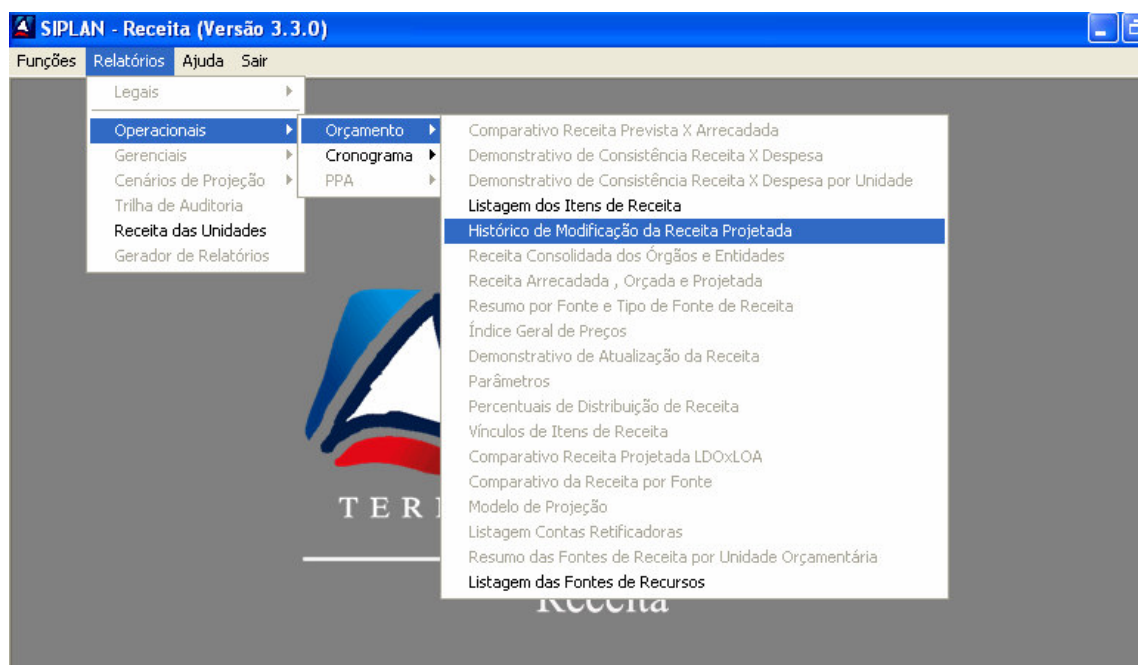 SIPLAN - Receita (Versão 3.3.0)
Funções Relatórios Ajuda Sair
Legais
Operacionais
Gerenciais
Cenários de Projeção
Trilha de Auditoria
Receita das Unidades
Gerador de Relatórios
Orçamento
Cronograma
PPA
Comparativo Receita Prevista X Arrecadada
Demonstrativo de Consistência Receita X Despesa
Demonstrativo de Consistência Receita X Despesa por Unidade
Listagem dos Itens de Receita
Histórico de Modificação da Receita Projetada
Receita Consolidada dos Órgãos e Entidades
Receita Arrecadada , Orçada e Projetada
Resumo por Fonte e Tipo de Fonte de Receita
Índice Geral de Preços
Demonstrativo de Atualização da Receita
Parâmetros
Percentuais de Distribuição de Receita
Vínculos de Itens de Receita
Comparativo Receita Projetada LDOxLOA
Comparativo da Receita por Fonte
Modelo de Projeção
Listagem Contas Retificadoras
Resumo das Fontes de Receita por Unidade Orçamentária
Listagem das Fontes de Recursos
T E R
Receita